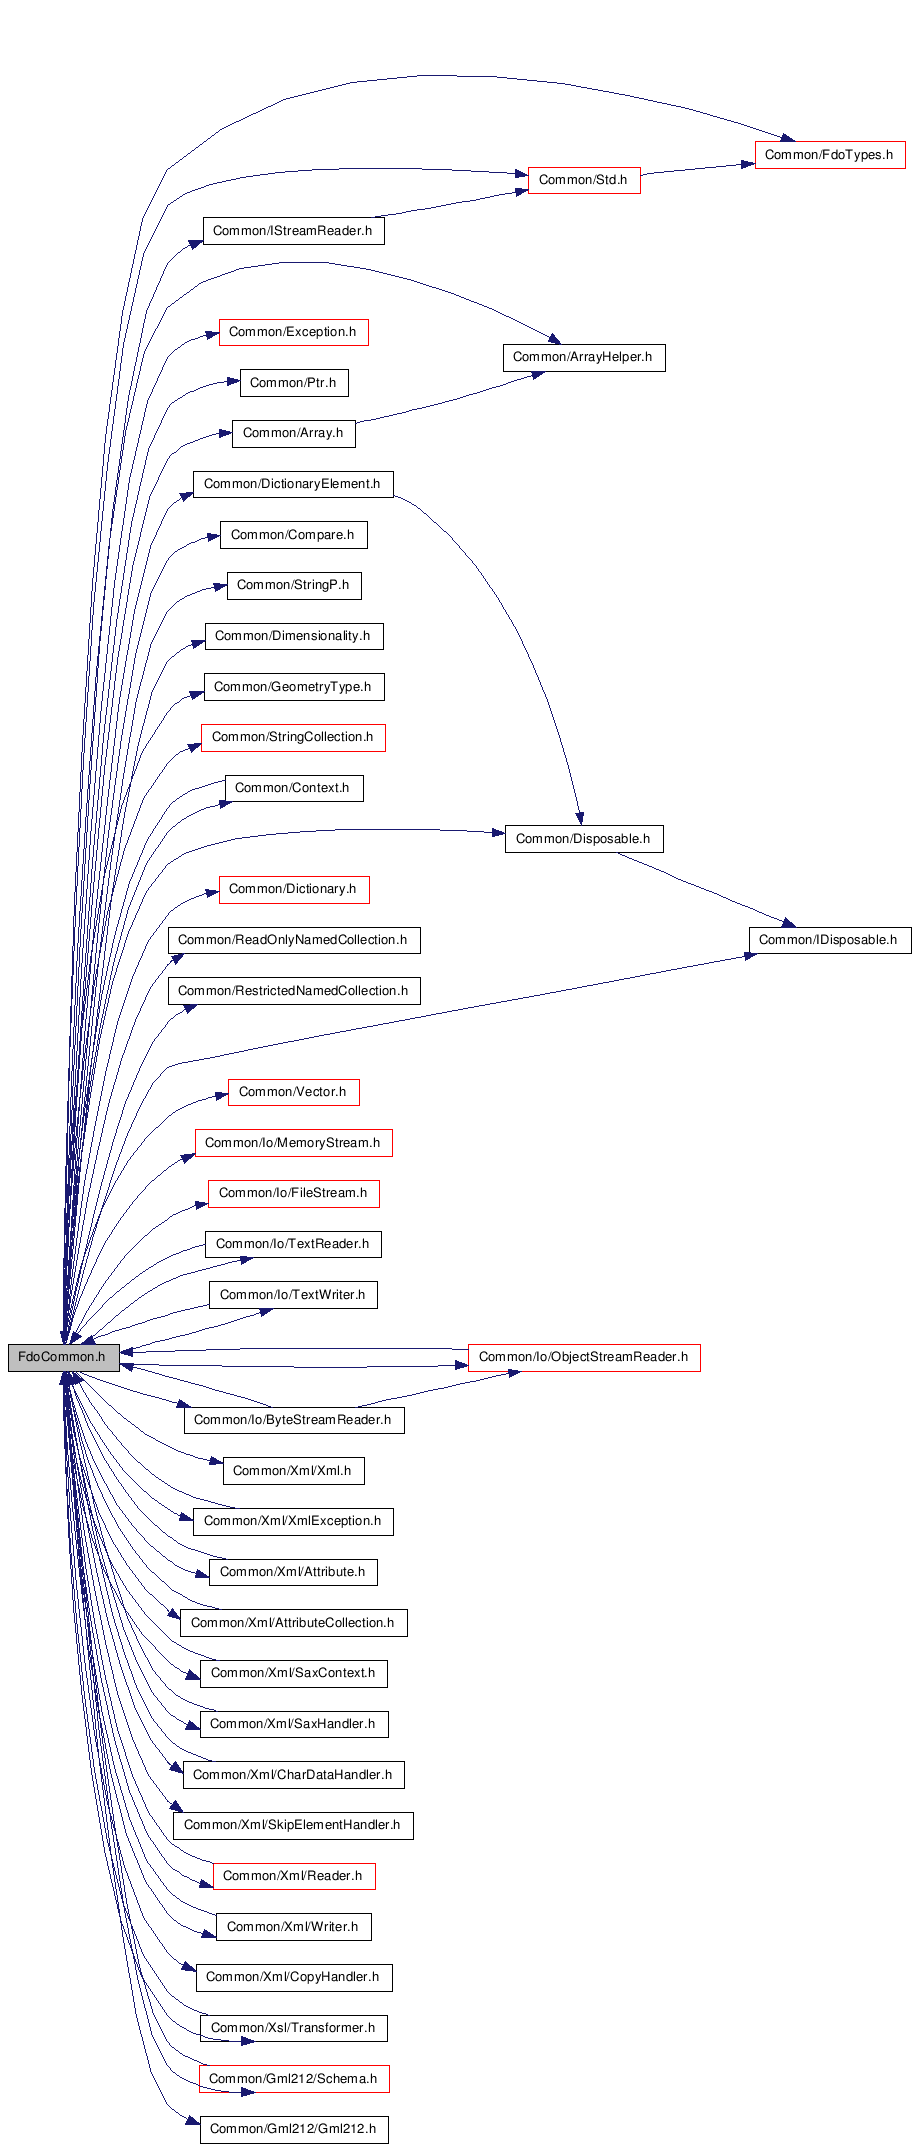 Common/FdoTypes.h
Common/Std.h
Common/IStreamReader.h
Common/Exception.h
Common/ArrayHelper.h
Common/Ptr.h
Common/Array.h
Common/DictionaryElement.h
Common/Compare.h
Common/StringP.h
Common/Dimensionality.h
Common/GeometryType.h
Common/StringCollection.h
Common/Context.h
Common/Disposable.h
Common/Dictionary.h
Common/ReadOnlyNamedCollection.h
Common/IDisposable.h
Common/RestrictedNamedCollection.h
Common/Vector.h
Common/Io/MemoryStream.h
Common/Io/FileStream.h
Common/Io/TextReader.h
Common/Io/TextWriter.h
FdoCommon.h
Common/Io/ObjectStreamReader.h
Common/Io/ByteStreamReader.h
Common/Xml/Xml.h
Common/Xml/XmlException.h
Common/Xml/Attribute.h
Common/Xml/AttributeCollection.h
Common/Xml/SaxContext.h
Common/Xml/SaxHandler.h
Common/Xml/CharDataHandler.h
Common/Xml/SkipElementHandler.h
Common/Xml/Reader.h
Common/Xml/Writer.h
Common/Xml/CopyHandler.h
Common/Xsl/Transformer.h
Common/Gml212/Schema.h
Common/Gml212/Gml212.h